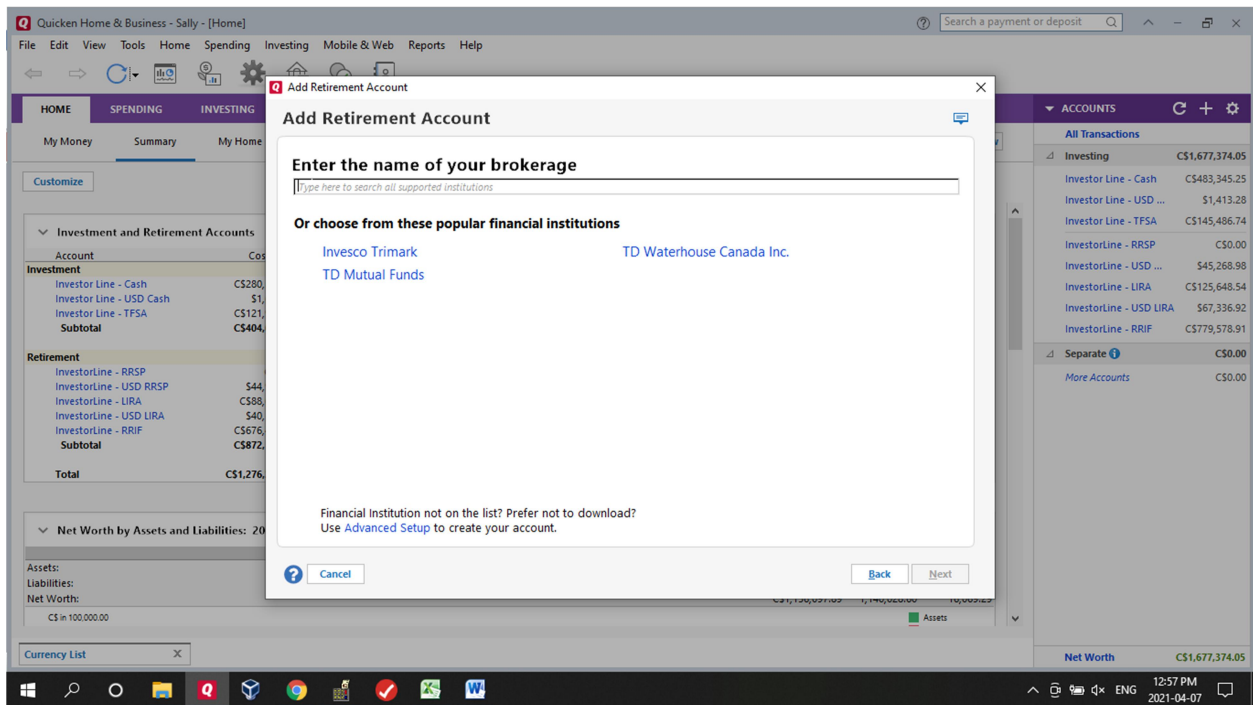 Quicken Home & Business - Sally - [Home]
Search a payment or deposit
File Edit View Tools Home Spending Investing Mobile & Web Reports Help
HOME SPENDING INVESTING
My Money Summary My Home
Customize
Investment and Retirement Accounts
Account Cos
Investment
Investor Line - Cash C$280,
Investor Line - USD Cash $1,
Investor Line - TFSA C$121,
Subtotal C$404,
Retirement
InvestorLine - RRSP
InvestorLine - USD RRSP $44,
InvestorLine - LIRA C$88,
InvestorLine - USD LIRA $40,
InvestorLine - RRIF C$676,
Subtotal C$872,
Total C$1,276,
Net Worth by Assets and Liabilities: 20
Assets:
Liabilities:
Net Worth:
C$ in 100,000.00
Assets
Currency List X
Add Retirement Account
Add Retirement Account
Enter the name of your brokerage
Type here to search all supported institutions
Or choose from these popular financial institutions
Invesco Trimark TD Waterhouse Canada Inc.
TD Mutual Funds
Financial Institution not on the list? Prefer not to download?
Use Advanced Setup to create your account.
? Cancel Back Next
ACCOUNTS
All Transactions
Investing C$1,677,374.05
Investor Line - Cash C$483,345.25
Investor Line - USD ... $1,413.28
Investor Line - TFSA C$145,486.74
InvestorLine - RRSP C$0.00
InvestorLine - USD ... $45,268.98
InvestorLine - LIRA C$125,648.54
InvestorLine - USD LIRA $67,336.92
InvestorLine - RRIF C$779,578.91
Separate C$0.00
More Accounts C$0.00
Net Worth C$1,677,374.05
ENG
12:57 PM
2021-04-07